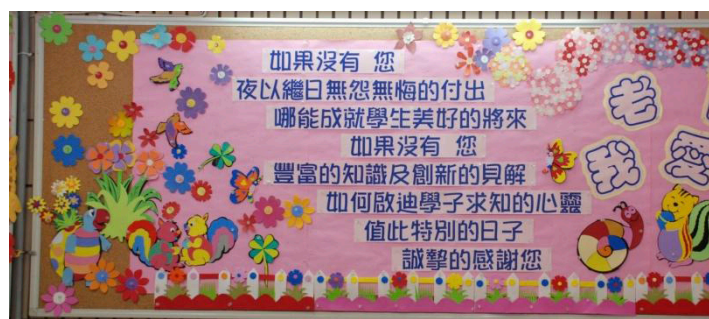 如果沒有 您
夜以繼日無怨無悔的付出
哪能成就學生美好的將來
如果沒有 您
豐富的知識及創新的見解
如何啟迪學子求知的心靈
值此特別的日子
誠摯的感謝您
老
我愛